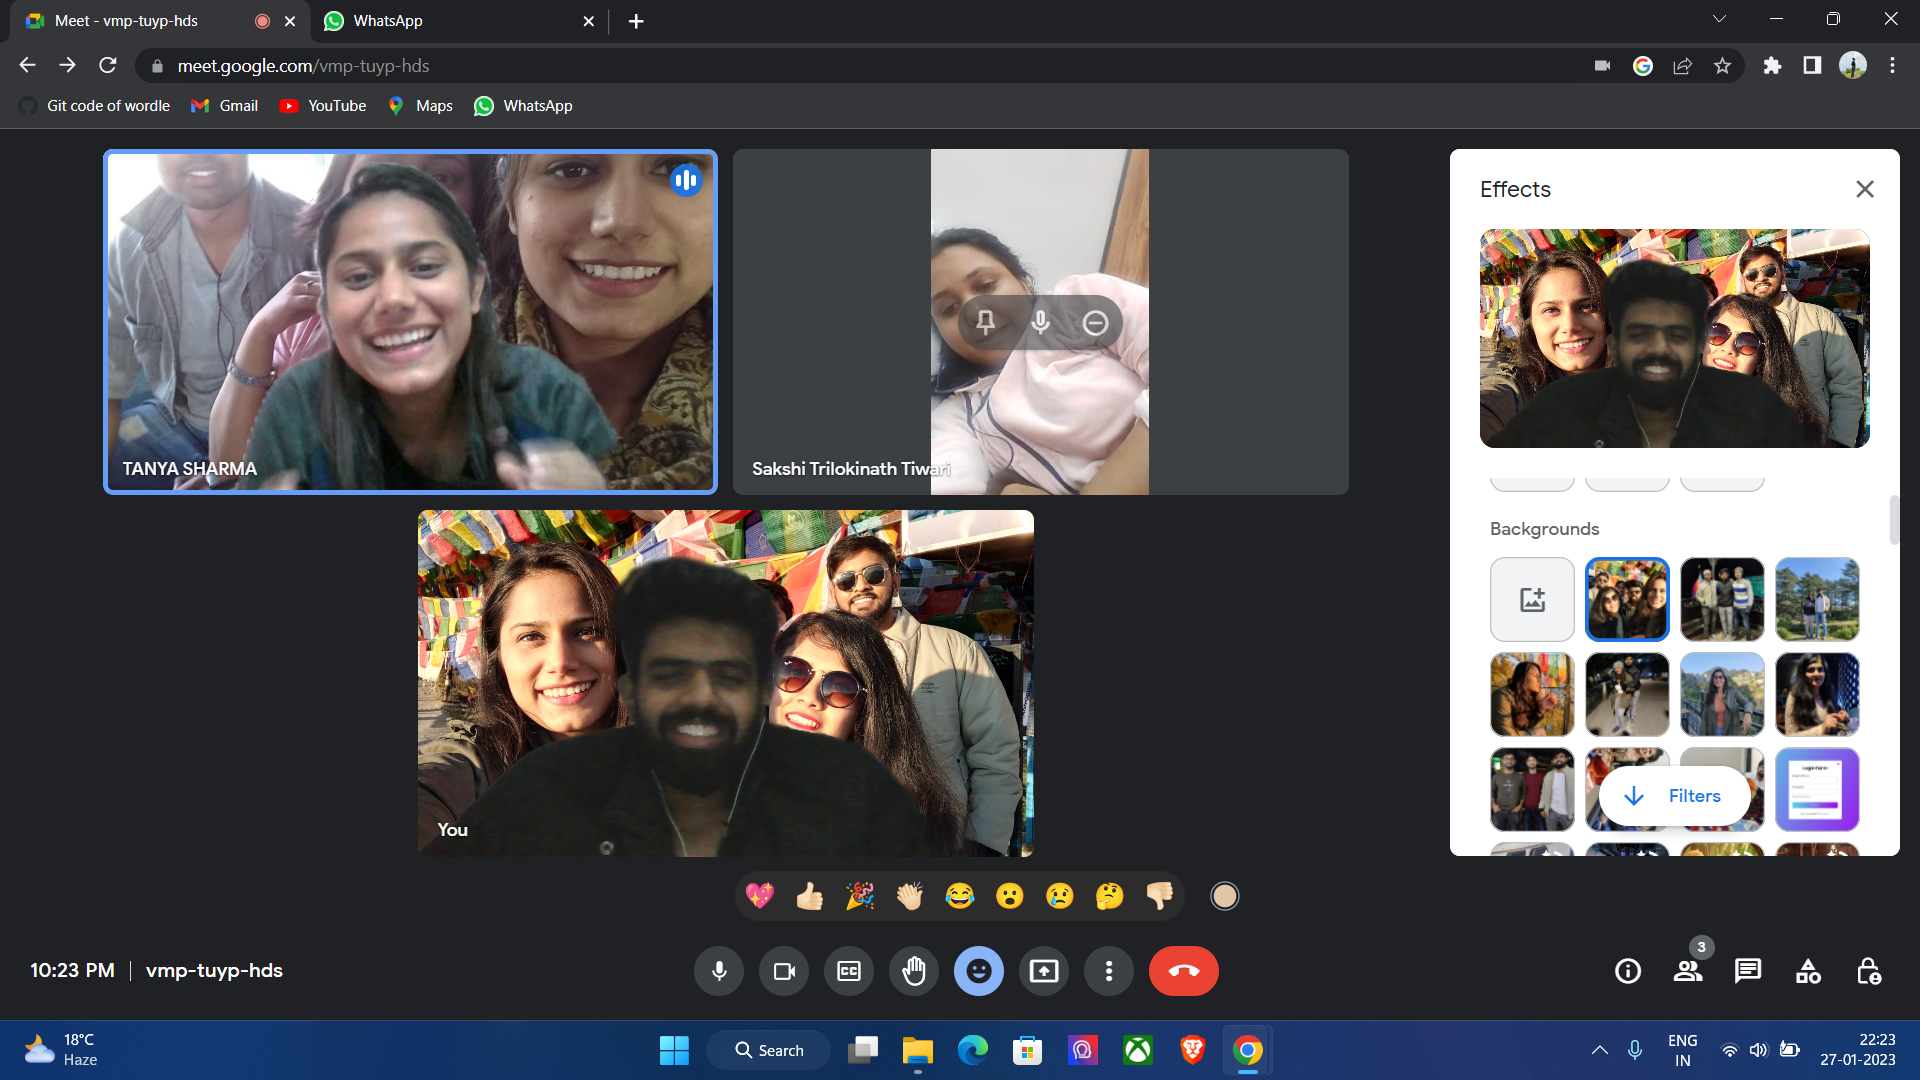 Meet - vmp-tuyp-hds
WhatsApp
meet.google.com/vmp-tuyp-hds
Git code of wordle
Gmail
YouTube
Maps
WhatsApp
TANYA SHARMA
Sakshi Trilokinath Tiwari
You
Effects
Backgrounds
Filters
10:23 PM
vmp-tuyp-hds
CC
3
18°C
Haze
Search
ENG
IN
22:23
27-01-2023